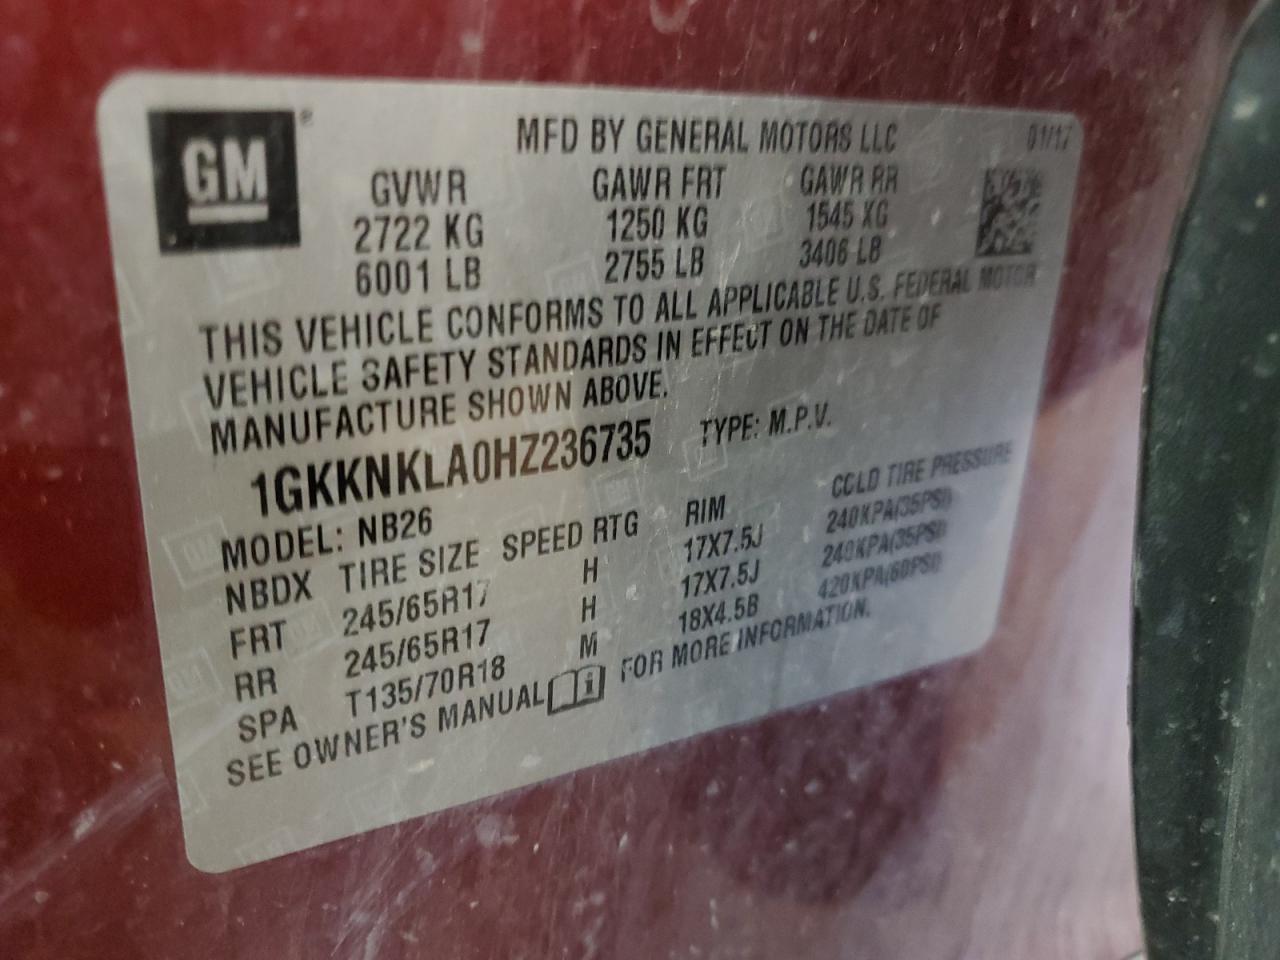 GM®
MFD BY GENERAL MOTORS LLC 01/17
GVWR GAWR FRT GAWR RR
2722 KG 1250 KG 1545 KG
6001 LB 2755 LB 3406 LB
THIS VEHICLE CONFORMS TO ALL APPLICABLE U.S. FEDERAL MOTOR
VEHICLE SAFETY STANDARDS IN EFFECT ON THE DATE OF
MANUFACTURE SHOWN ABOVE.
1GKKNKLA0HZ236735 TYPE: M.P.V.
MODEL: NB26
NBDX TIRE SIZE SPEED RTG RIM COLD TIRE PRESSURE
FRT 245/65R17 H 17X7.5J 240KPA(35PSI)
RR 245/65R17 H 17X7.5J 240KPA(35PSI)
SPA T135/70R18 M 18X4.5B 420KPA(60PSI)
SEE OWNER'S MANUAL i FOR MORE INFORMATION.